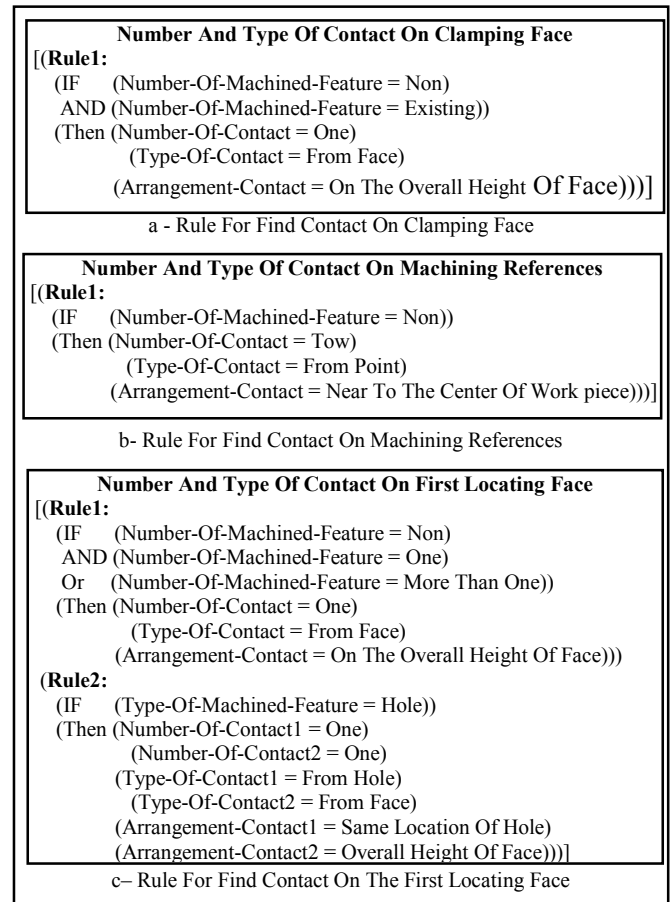 Number And Type Of Contact On Clamping Face
[(Rule1:
(IF (Number-Of-Machined-Feature = Non)
AND (Number-Of-Machined-Feature = Existing))
(Then (Number-Of-Contact = One)
(Type-Of-Contact = From Face)
(Arrangement-Contact = On The Overall Height Of Face)))]
a - Rule For Find Contact On Clamping Face
Number And Type Of Contact On Machining References
[(Rule1:
(IF (Number-Of-Machined-Feature = Non))
(Then (Number-Of-Contact = Tow)
(Type-Of-Contact = From Point)
(Arrangement-Contact = Near To The Center Of Work piece)))]
b- Rule For Find Contact On Machining References
Number And Type Of Contact On First Locating Face
[(Rule1:
(IF (Number-Of-Machined-Feature = Non)
AND (Number-Of-Machined-Feature = One)
Or (Number-Of-Machined-Feature = More Than One))
(Then (Number-Of-Contact = One)
(Type-Of-Contact = From Face)
(Arrangement-Contact = On The Overall Height Of Face)))
(Rule2:
(IF (Type-Of-Machined-Feature = Hole))
(Then (Number-Of-Contact1 = One)
(Number-Of-Contact2 = One)
(Type-Of-Contact1 = From Hole)
(Type-Of-Contact2 = From Face)
(Arrangement-Contact1 = Same Location Of Hole)
(Arrangement-Contact2 = Overall Height Of Face)))]
c– Rule For Find Contact On The First Locating Face